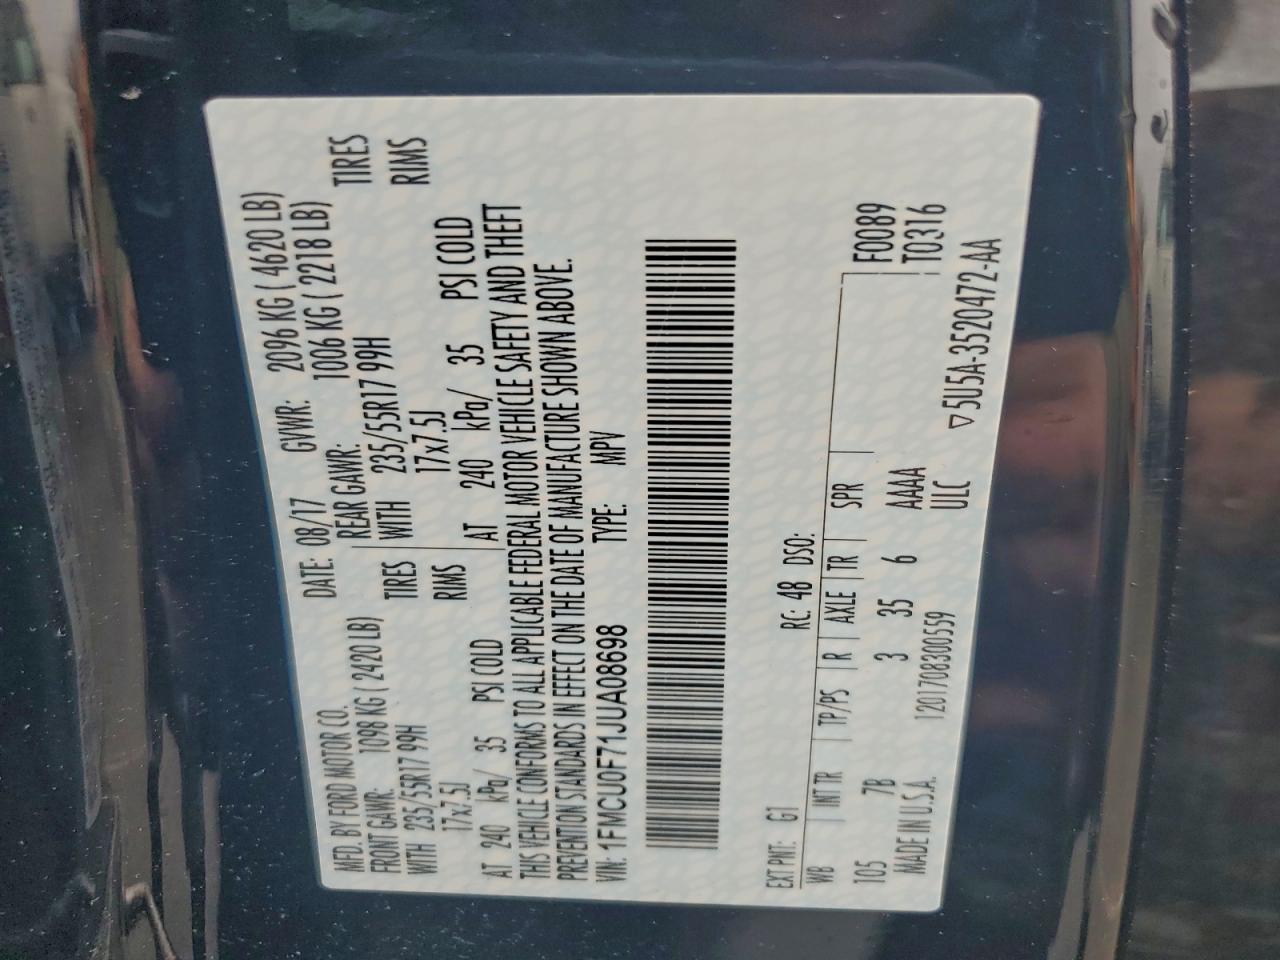 MFD. BY FORD MOTOR CO.
DATE: 08/17 GVWR: 2096 KG ( 4620 LB)
FRONT GAWR: 1098 KG ( 2420 LB) REAR GAWR: 1006 KG ( 2218 LB)
WITH 235/55R17 99H TIRES WITH 235/55R17 99H TIRES
17x7.5J RIMS 17x7.5J RIMS
AT 240 kPa/ 35 PSI COLD AT 240 kPa/ 35 PSI COLD
THIS VEHICLE CONFORMS TO ALL APPLICABLE FEDERAL MOTOR VEHICLE SAFETY AND THEFT
PREVENTION STANDARDS IN EFFECT ON THE DATE OF MANUFACTURE SHOWN ABOVE.
VIN: 1FMCU0F71JUA08698 TYPE: MPV
EXT PNT: G1 RC: 48 DSO:
WB INT TR TP/PS R AXLE TR SPR F0089
105 7B 3 35 6 AAAA T0316
MADE IN U.S.A. 1201708300559 ULC
▽5U5A-3520472-AA